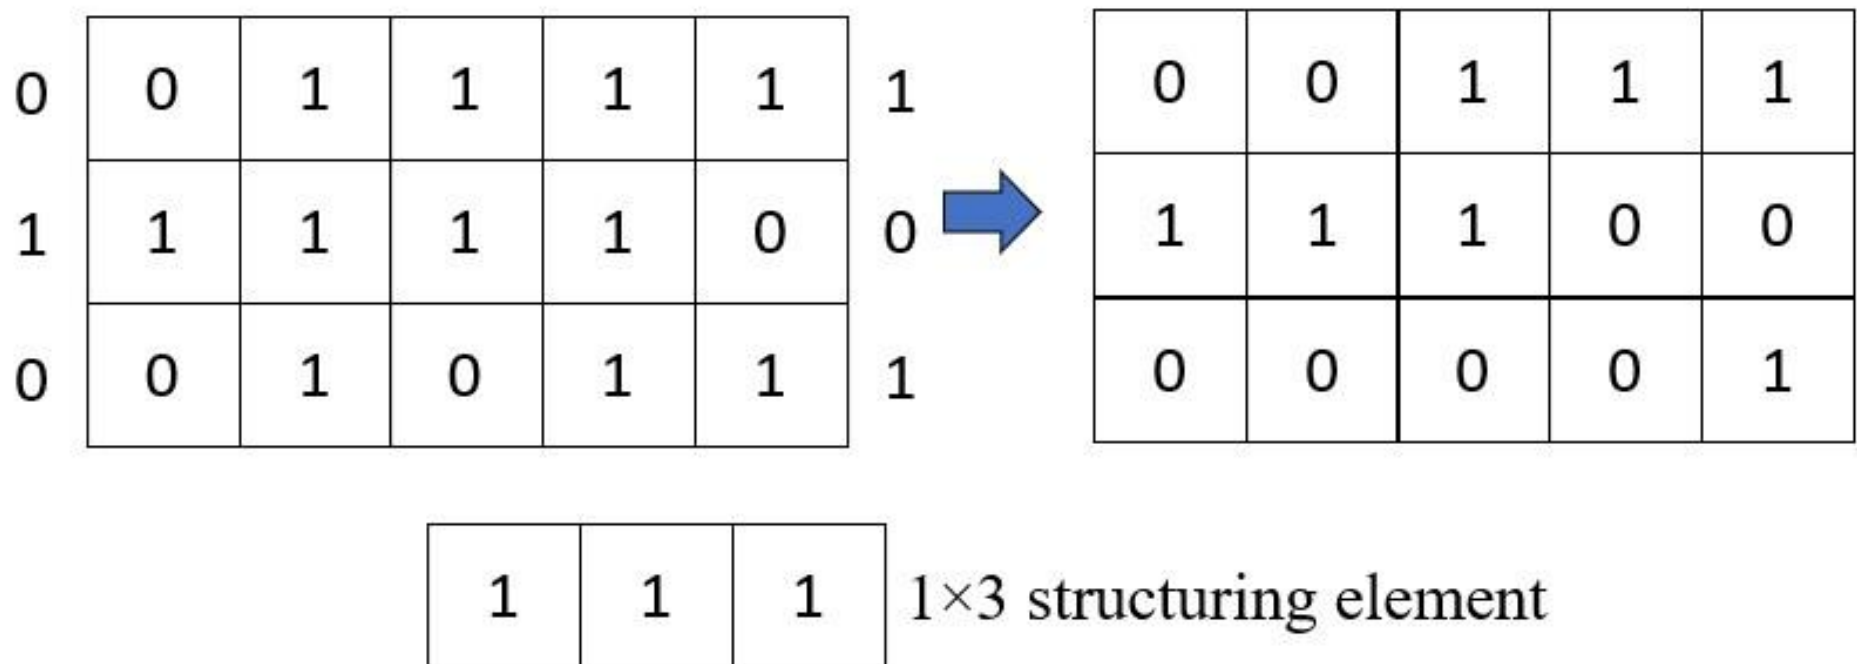 0 0 1 1 1 1 1 0 0 1 1 1
1 1 1 1 1 0 0 1 1 1 0 0
0 0 1 0 1 1 1 0 0 0 0 1
1 1 1 1×3 structuring element